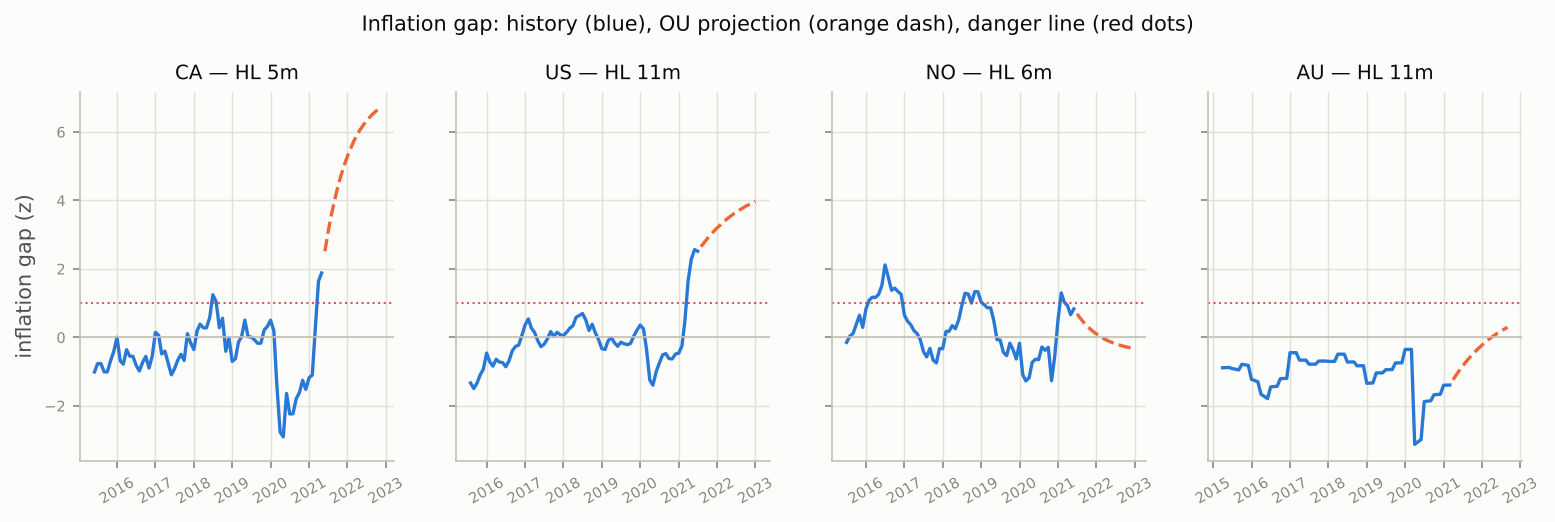 Inflation gap: history (blue), OU projection (orange dash), danger line (red dots)
CA — HL 5m
US — HL 11m
NO — HL 6m
AU — HL 11m
inflation gap (z)
6
4
2
0
−2
2016 2017 2018 2019 2020 2021 2022 2023
2016 2017 2018 2019 2020 2021 2022 2023
2016 2017 2018 2019 2020 2021 2022 2023
2015 2016 2017 2018 2019 2020 2021 2022 2023